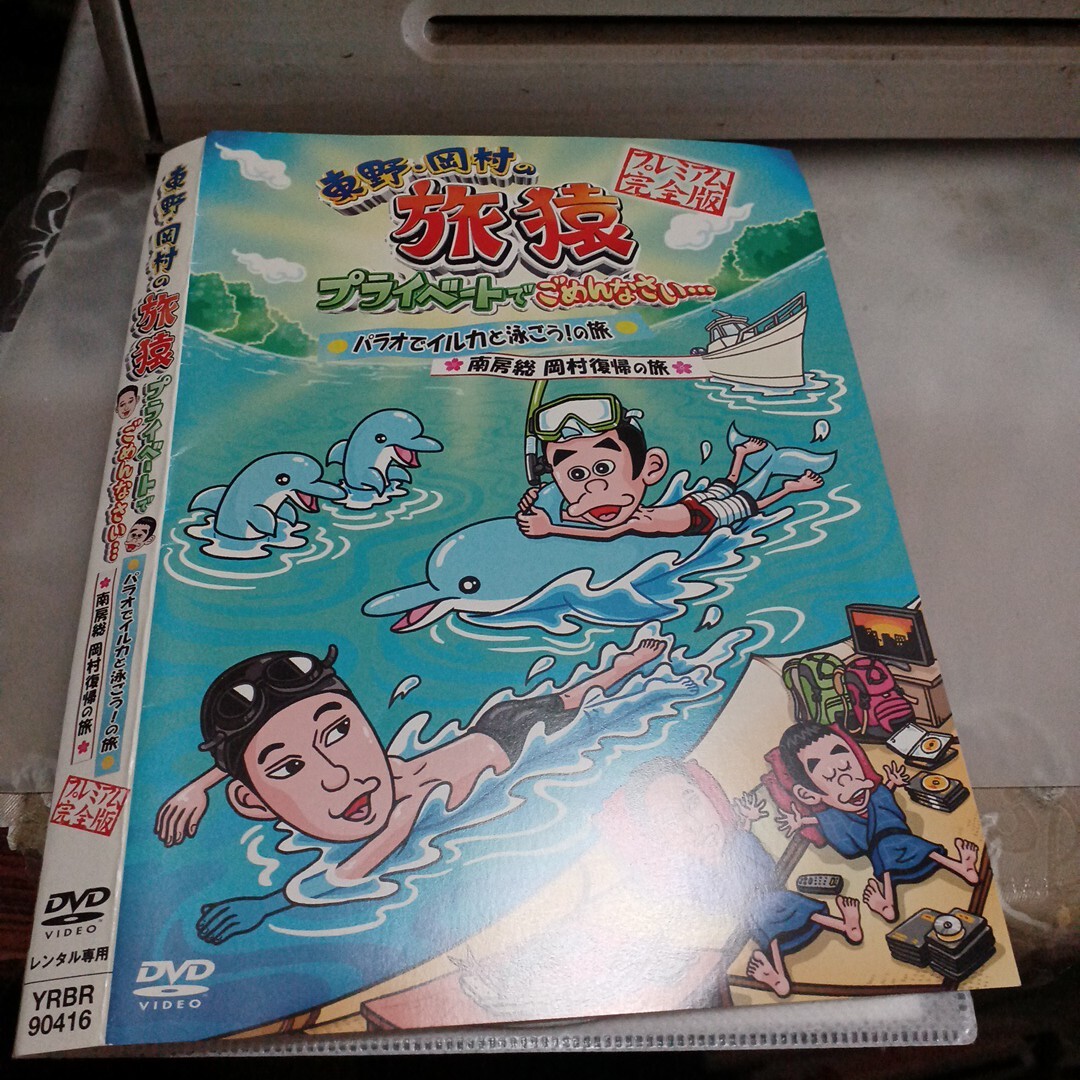 東野・岡村の
旅猿
プライベートでごめんなさい…
プレミアム
完全版
パラオでイルカと泳ごう!の旅
南房総 岡村復帰の旅
DVD
VIDEO
東野・岡村の
旅猿
プライベートで
ごめんなさい…
パラオでイルカと泳ごう!の旅
南房総 岡村復帰の旅
プレミアム
完全版
DVD
VIDEO
レンタル専用
YRBR
90416